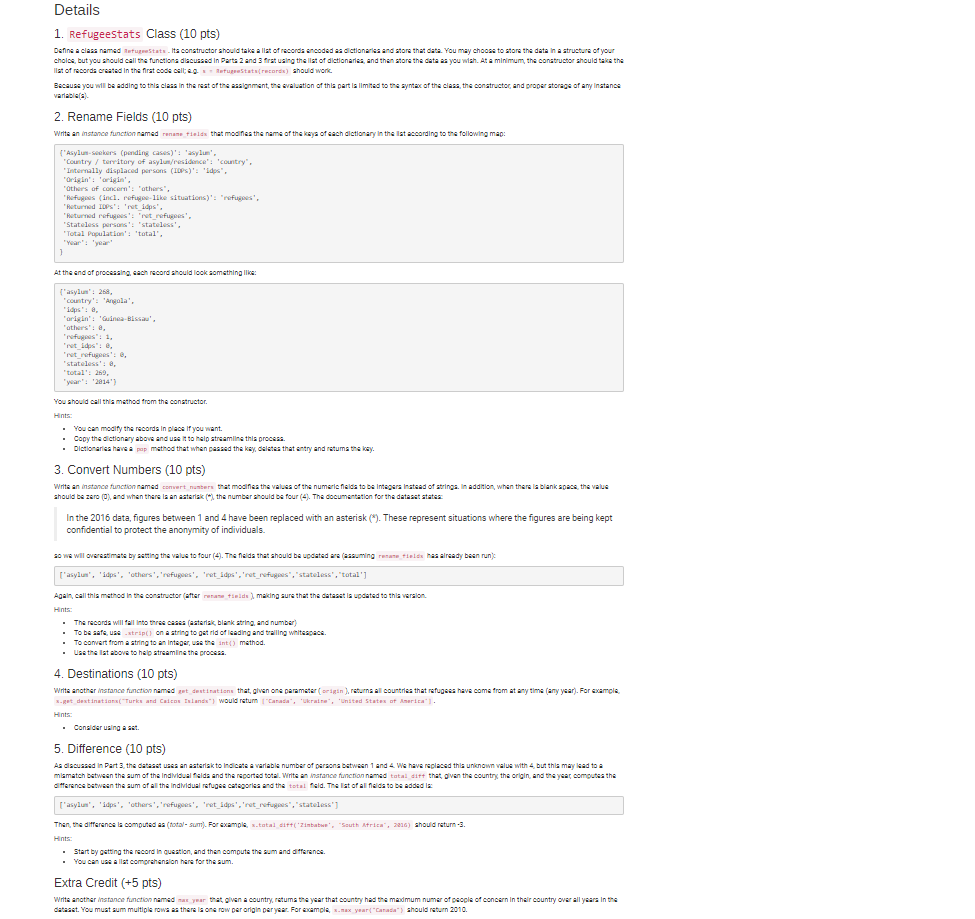 Details
1. RefugeeStats Class (10 pts)
Define a class named RefugeeStats. Its constructor should take a list of records encoded as dictionaries and store that data. You may choose to store the data in a structure of your
choice, but you should call the functions discussed in Parts 2 and 3 first using the list of dictionaries, and then store the data as you wish. At a minimum, the constructor should take the
list of records created in the first code cell; e.g. s = RefugeeStats(records) should work.
Because you will be adding to this class in the rest of the assignment, the evaluation of this part is limited to the syntax of the class, the constructor, and proper storage of any instance
variable(s).
2. Rename Fields (10 pts)
Write an instance function named rename_fields that modifies the name of the keys of each dictionary in the list according to the following map:
{'Asylum-seekers (pending cases)': 'asylum',
'Country / territory of asylum/residence': 'country',
'Internally displaced persons (IDPs)': 'idps',
'Origin': 'origin',
'Others of concern': 'others',
'Refugees (incl. refugee-like situations)': 'refugees',
'Returned IDPs': 'ret_idps',
'Returned refugees': 'ret_refugees',
'Stateless persons': 'stateless',
'Total Population': 'total',
'Year': 'year'
}
At the end of processing, each record should look something like:
{'asylum': 268,
'country': 'Angola',
'idps': 0,
'origin': 'Guinea-Bissau',
'others': 0,
'refugees': 1,
'ret_idps': 0,
'ret_refugees': 0,
'stateless': 0,
'total': 269,
'year': '2014'}
You should call this method from the constructor.
Hints:
• You can modify the records in place if you want.
• Copy the dictionary above and use it to help streamline this process.
• Dictionaries have a pop method that when passed the key, deletes that entry and returns the key.
3. Convert Numbers (10 pts)
Write an instance function named convert_numbers that modifies the values of the numeric fields to be integers instead of strings. In addition, when there is blank space, the value
should be zero (0), and when there is an asterisk (*), the number should be four (4). The documentation for the dataset states:
In the 2016 data, figures between 1 and 4 have been replaced with an asterisk (*). These represent situations where the figures are being kept
confidential to protect the anonymity of individuals.
so we will overestimate by setting the value to four (4). The fields that should be updated are (assuming rename_fields has already been run):
['asylum', 'idps', 'others','refugees', 'ret_idps','ret_refugees','stateless','total']
Again, call this method in the constructor (after rename_fields), making sure that the dataset is updated to this version.
Hints:
• The records will fall into three cases (asterisk, blank string, and number)
• To be safe, use .strip() on a string to get rid of leading and trailing whitespace.
• To convert from a string to an integer, use the int() method.
• Use the list above to help streamline the process.
4. Destinations (10 pts)
Write another instance function named get_destinations that, given one parameter (origin), returns all countries that refugees have come from at any time (any year). For example,
s.get_destinations("Turks and Caicos Islands") would return ['Canada', 'Ukraine', 'United States of America'].
Hints:
• Consider using a set.
5. Difference (10 pts)
As discussed in Part 3, the dataset uses an asterisk to indicate a variable number of persons between 1 and 4. We have replaced this unknown value with 4, but this may lead to a
mismatch between the sum of the individual fields and the reported total. Write an instance function named total_diff that, given the country, the origin, and the year, computes the
difference between the sum of all the individual refugee categories and the total field. The list of all fields to be added is:
['asylum', 'idps', 'others','refugees', 'ret_idps','ret_refugees','stateless']
Then, the difference is computed as (total - sum). For example, s.total_diff('Zimbabwe', 'South Africa', 2016) should return -3.
Hints:
• Start by getting the record in question, and then compute the sum and difference.
• You can use a list comprehension here for the sum.
Extra Credit (+5 pts)
Write another instance function named max_year that, given a country, returns the year that country had the maximum numer of people of concern in their country over all years in the
dataset. You must sum multiple rows as there is one row per origin per year. For example, s.max_year("Canada") should return 2010.